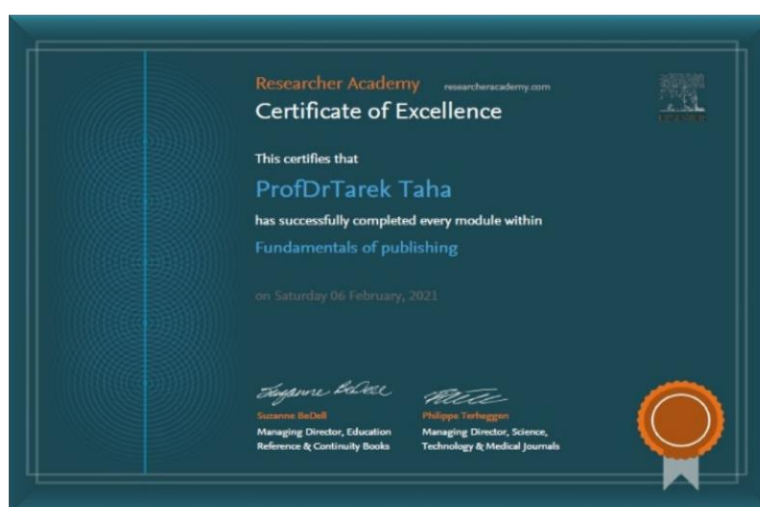 Researcher Academy researcheracademy.com
Certificate of Excellence
This certifies that
ProfDrTarek Taha
has successfully completed every module within
Fundamentals of publishing
on Saturday 06 February, 2021
Suzanne BeDell
Managing Director, Education
Reference & Continuity Books
Philippe Terheggen
Managing Director, Science,
Technology & Medical Journals